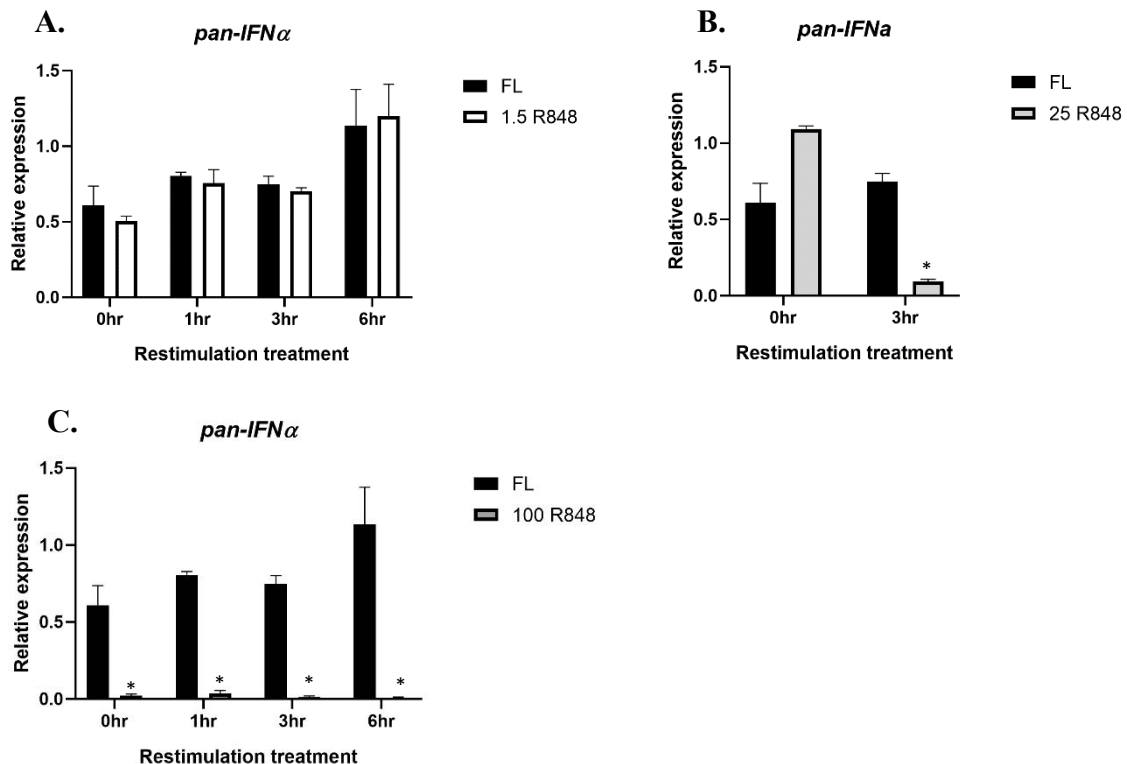 A.
pan-IFNα
1.5
1.0
0.5
0.0
Relative expression
0hr
1hr
3hr
6hr
Restimulation treatment
FL
1.5 R848
B.
pan-IFNa
1.5
1.0
0.5
0.0
Relative expression
*
0hr
3hr
Restimulation treatment
FL
25 R848
C.
pan-IFNα
1.5
1.0
0.5
0.0
Relative expression
* * * *
0hr
1hr
3hr
6hr
Restimulation treatment
FL
100 R848